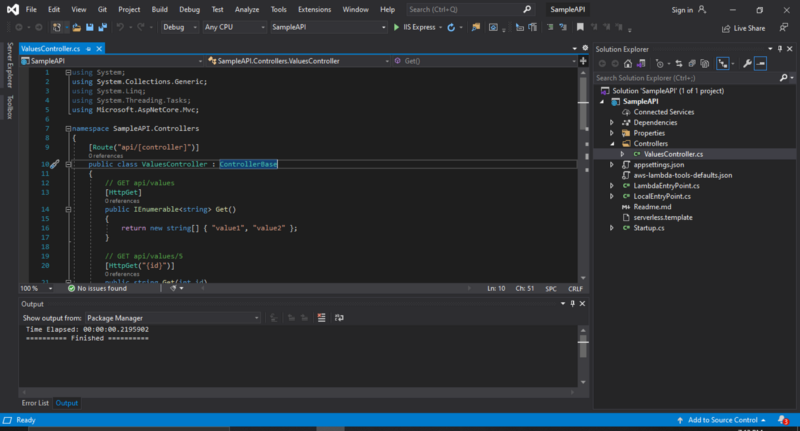 File Edit View Git Project Build Debug Test Analyze Tools Extensions Window Help Search (Ctrl+Q) SampleAPI Sign in
Debug Any CPU SampleAPI IIS Express Live Share
Server Explorer
Toolbox
ValuesController.cs
SampleAPI SampleAPI.Controllers.ValuesController Get()
1 using System;
2 using System.Collections.Generic;
3 using System.Linq;
4 using System.Threading.Tasks;
5 using Microsoft.AspNetCore.Mvc;
6
7 namespace SampleAPI.Controllers
8 {
9 [Route("api/[controller]")]
0 references
10 public class ValuesController : ControllerBase
11 {
12 // GET api/values
13 [HttpGet]
0 references
14 public IEnumerable<string> Get()
15 {
16 return new string[] { "value1", "value2" };
17 }
18
19 // GET api/values/5
20 [HttpGet("{id}")]
0 references
21 public string Get(int id)
100 % No issues found Ln: 10 Ch: 51 SPC CRLF
Output
Show output from: Package Manager
Time Elapsed: 00:00:00.2195902
========== Finished ==========
Error List Output
Solution Explorer
Search Solution Explorer (Ctrl+;)
Solution 'SampleAPI' (1 of 1 project)
SampleAPI
Connected Services
Dependencies
Properties
Controllers
ValuesController.cs
appsettings.json
aws-lambda-tools-defaults.json
LambdaEntryPoint.cs
LocalEntryPoint.cs
Readme.md
serverless.template
Startup.cs
Ready Add to Source Control 3